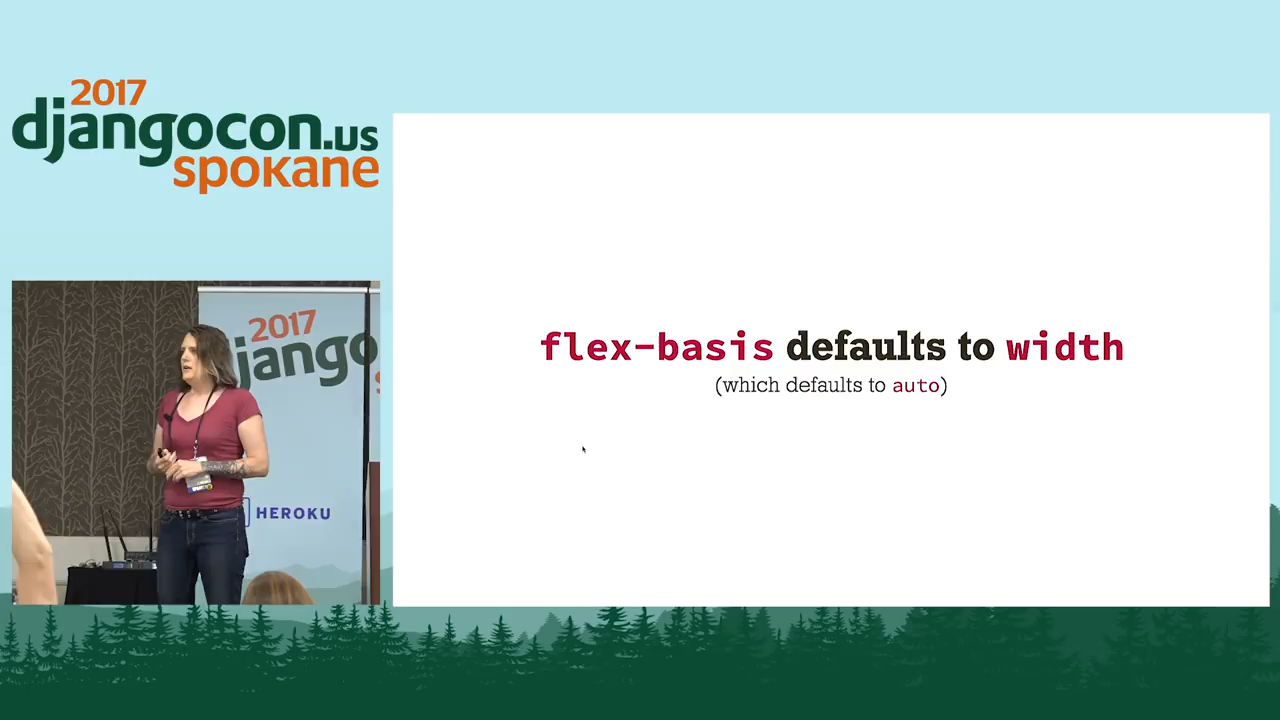 2017
djangocon.us
spokane
flex-basis defaults to width
(which defaults to auto)
2017
django
HEROKU